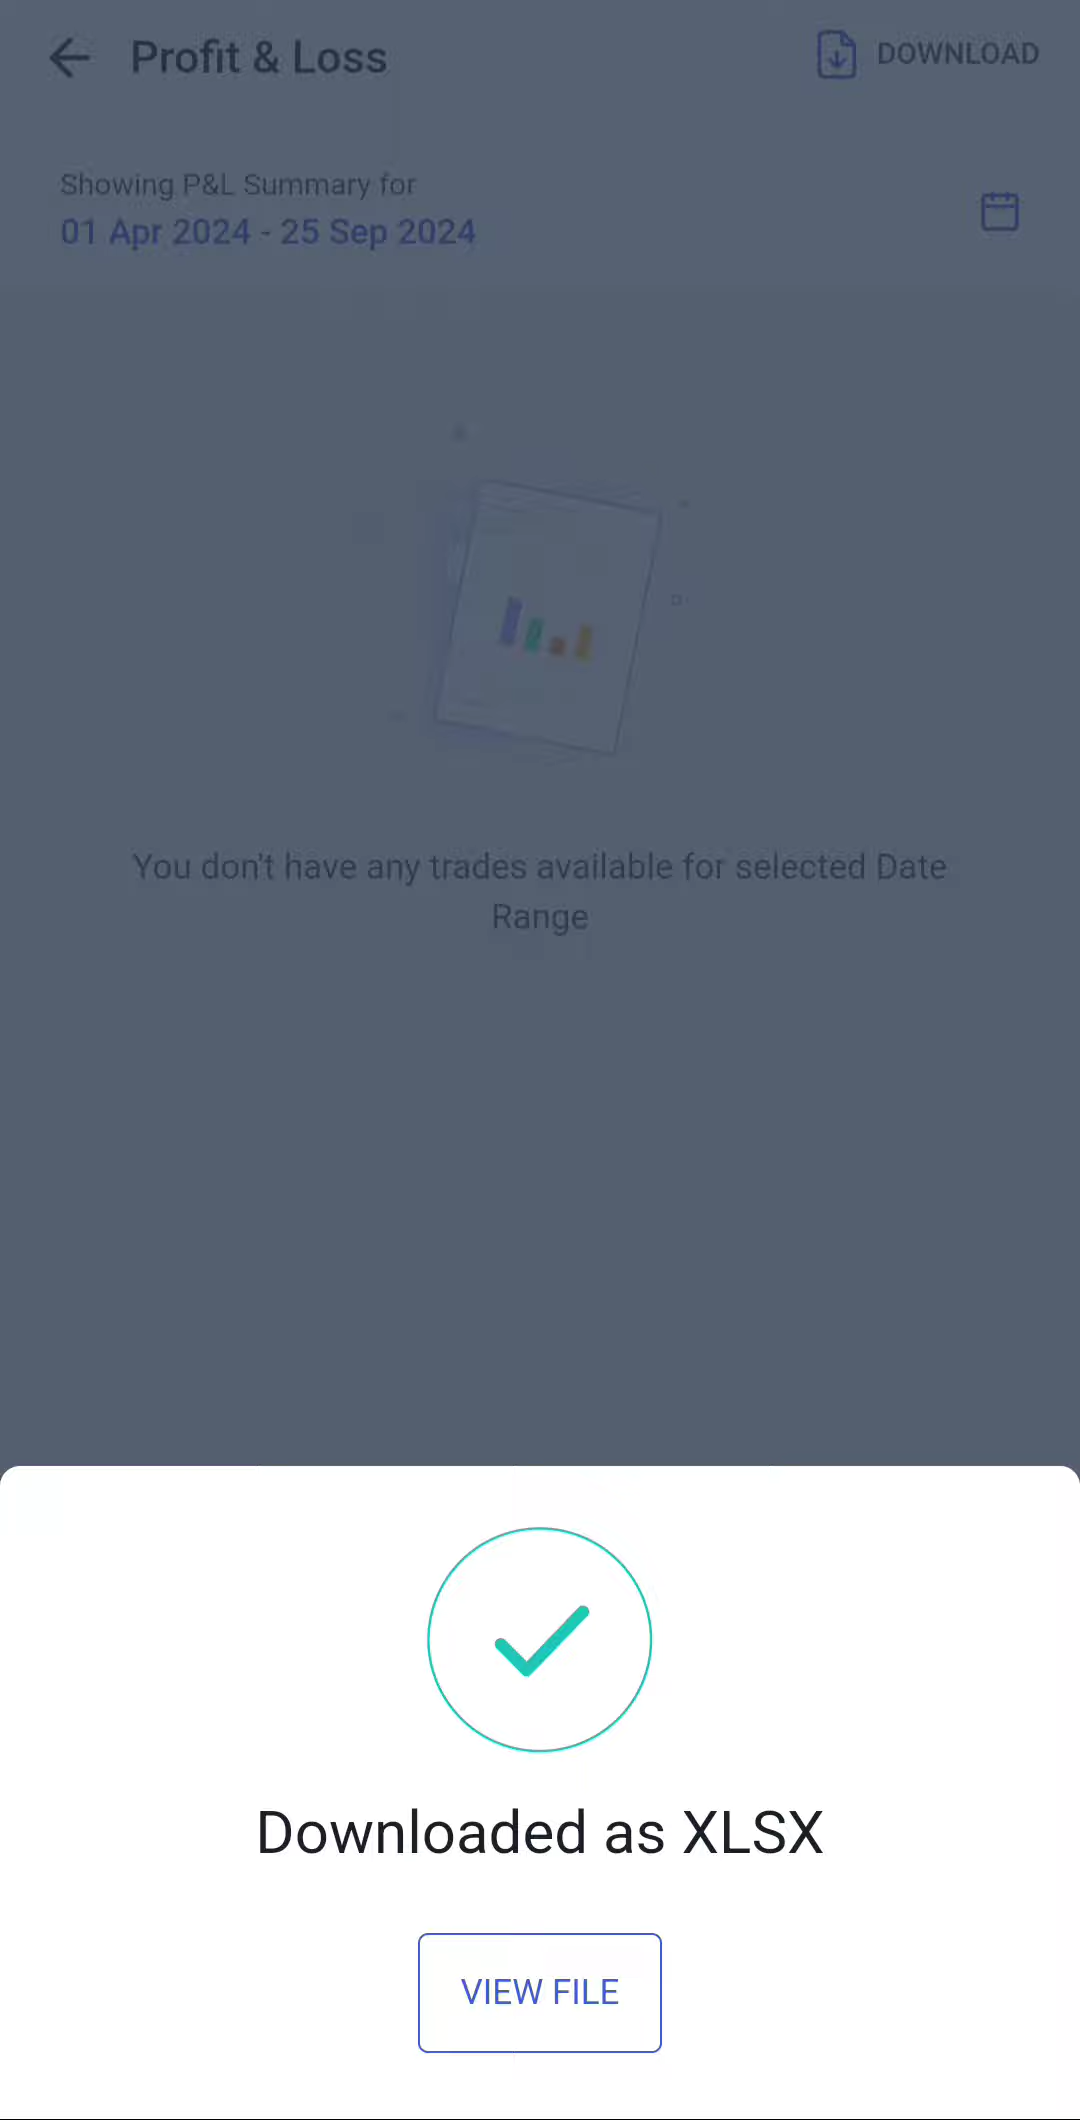 Profit & Loss
DOWNLOAD
Showing P&L Summary for
01 Apr 2024 - 25 Sep 2024
You don't have any trades available for selected Date
Range
Downloaded as XLSX
VIEW FILE